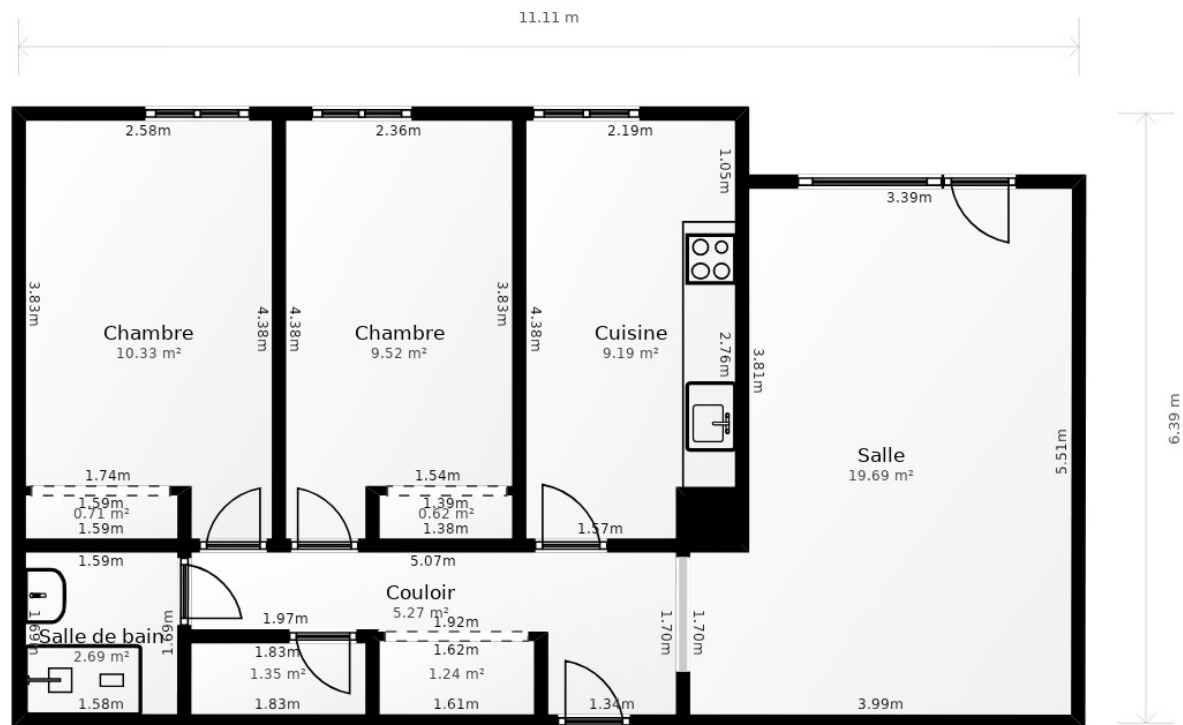 11.11 m
2.58m
2.36m
2.19m
1.05m
3.39m
6.39 m
3.83m
4.38m
4.38m
3.83m
4.38m
2.76m
3.81m
5.51m
Chambre
10.33 m²
Chambre
9.52 m²
Cuisine
9.19 m²
Salle
19.69 m²
1.74m
1.59m
0.71 m²
1.59m
1.54m
1.39m
0.62 m²
1.38m
1.57m
1.59m
5.07m
Couloir
5.27 m²
1.69m
1.69m
Salle de bain
2.69 m²
1.58m
1.97m
1.83m
1.35 m²
1.83m
1.92m
1.62m
1.24 m²
1.61m
1.70m
1.70m
1.34m
3.99m